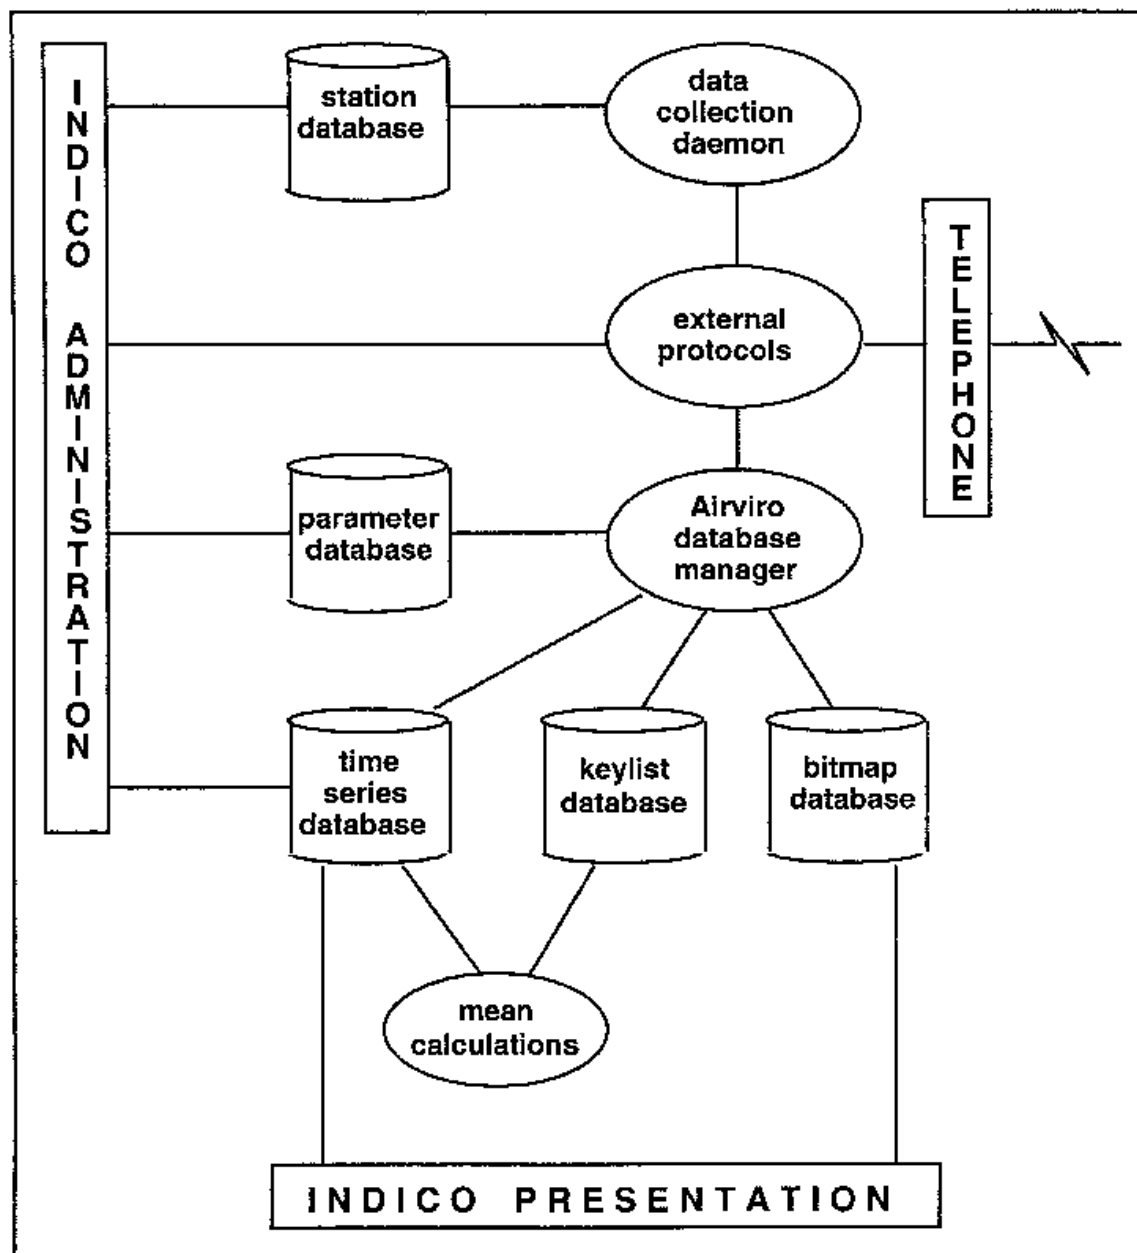 INDICO ADMINISTRATION
station
database
data
collection
daemon
TELEPHONE
external
protocols
parameter
database
Airviro
database
manager
time
series
database
keylist
database
bitmap
database
mean
calculations
INDICO PRESENTATION